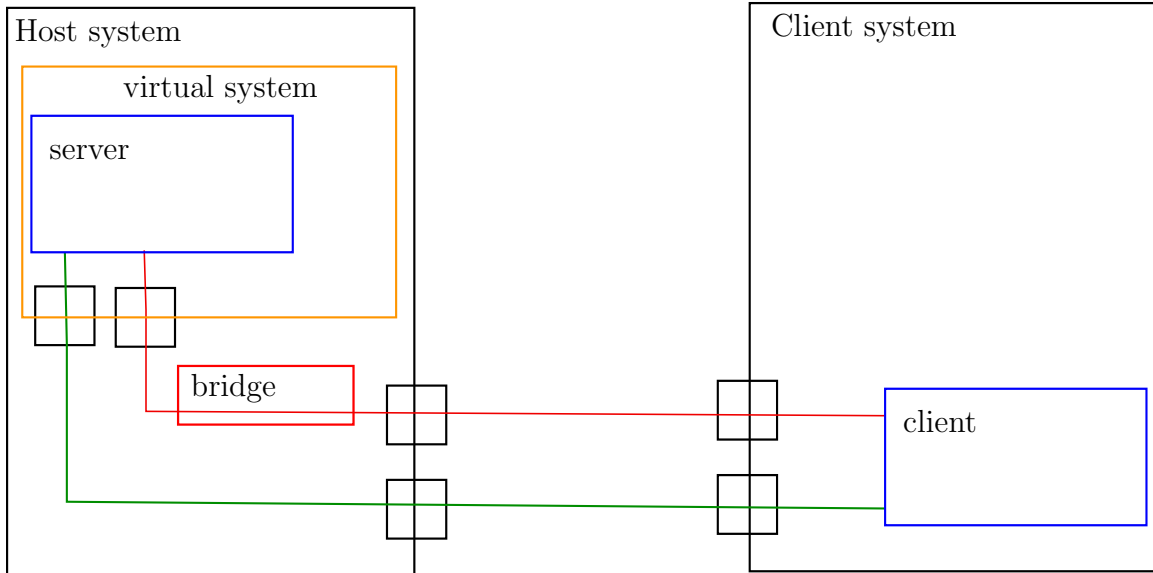 Host system
Client system
virtual system
server
bridge
client